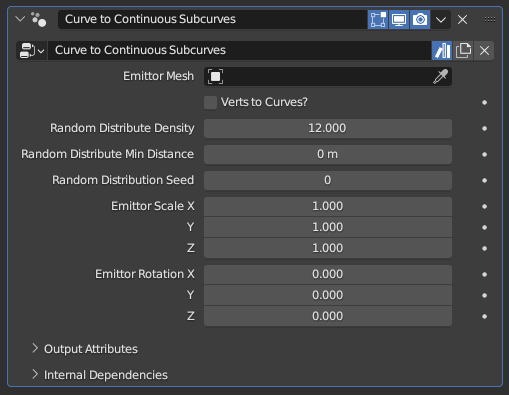 Curve to Continuous Subcurves
Curve to Continuous Subcurves
Emittor Mesh
Verts to Curves?
Random Distribute Density 12.000
Random Distribute Min Distance 0 m
Random Distribution Seed 0
Emittor Scale X 1.000
Y 1.000
Z 1.000
Emittor Rotation X 0.000
Y 0.000
Z 0.000
Output Attributes
Internal Dependencies